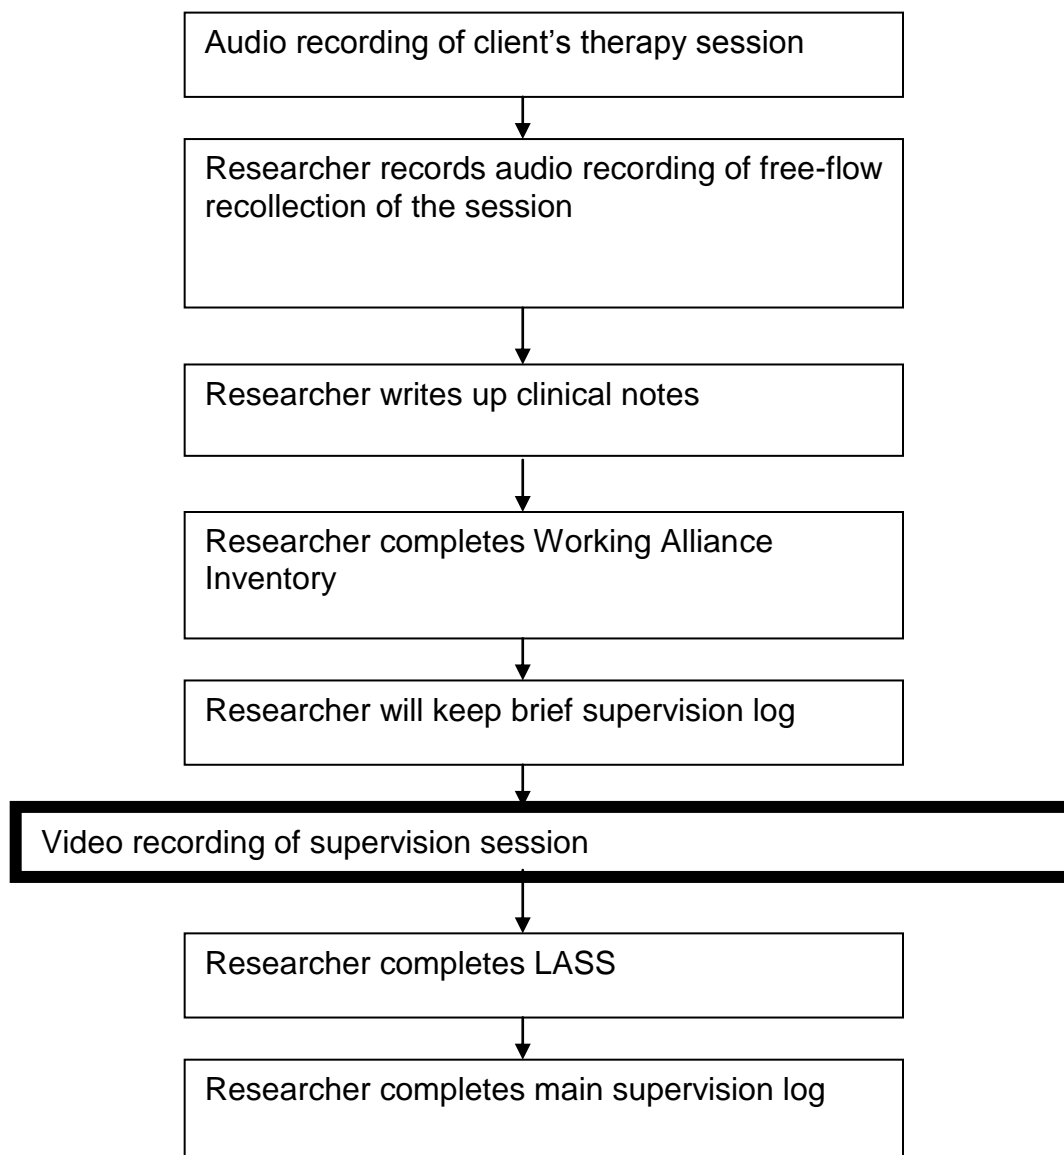 Audio recording of client’s therapy session
Researcher records audio recording of free-flow
recollection of the session
Researcher writes up clinical notes
Researcher completes Working Alliance
Inventory
Researcher will keep brief supervision log
Video recording of supervision session
Researcher completes LASS
Researcher completes main supervision log